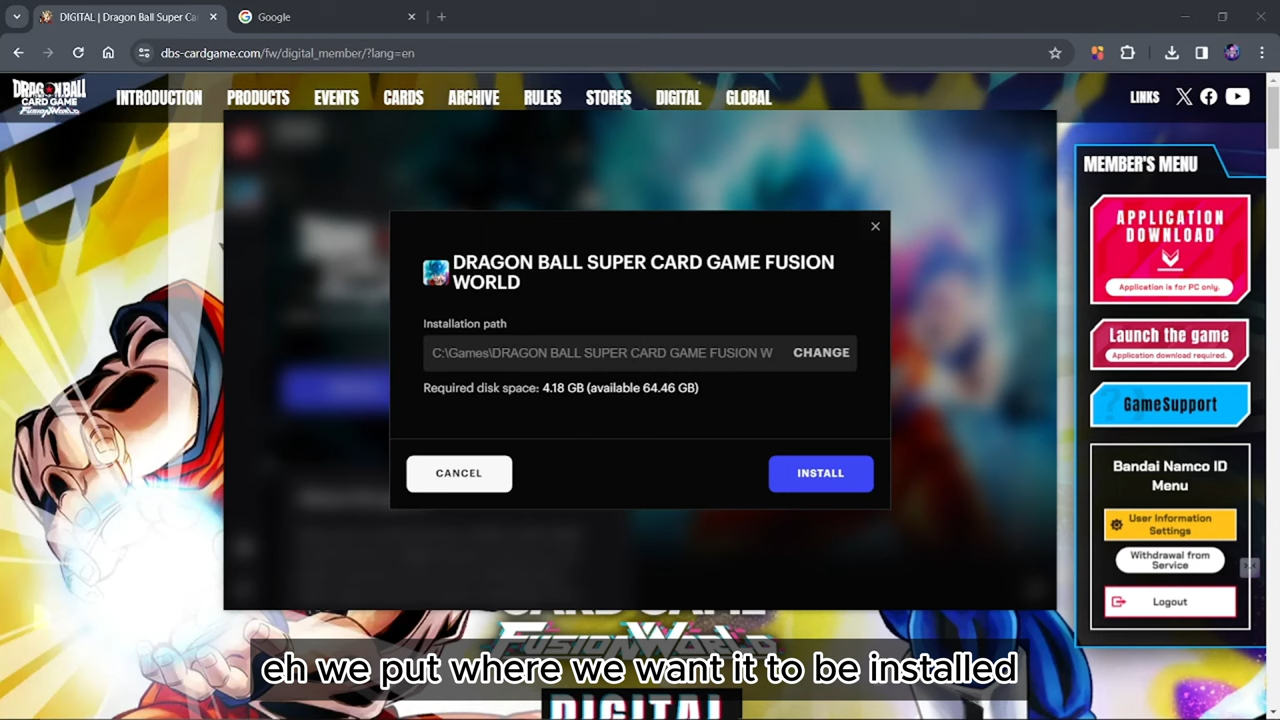 DIGITAL | Dragon Ball Super Ca
Google
dbs-cardgame.com/fw/digital_member/?lang=en
DRAGON BALL
CARD GAME
FusionWorld
INTRODUCTION
PRODUCTS
EVENTS
CARDS
ARCHIVE
RULES
STORES
DIGITAL
GLOBAL
LINKS
MEMBER'S MENU
APPLICATION
DOWNLOAD
Application is for PC only.
Launch the game
Application download required.
GameSupport
Bandai Namco ID
Menu
User Information
Settings
Withdrawal from
Service
Logout
DRAGON BALL SUPER CARD GAME FUSION
WORLD
Installation path
C:\Games\DRAGON BALL SUPER CARD GAME FUSION W
CHANGE
Required disk space: 4.18 GB (available 64.46 GB)
CANCEL
INSTALL
CARD GAME
FusionWorld
eh we put where we want it to be installed
DIGITAL